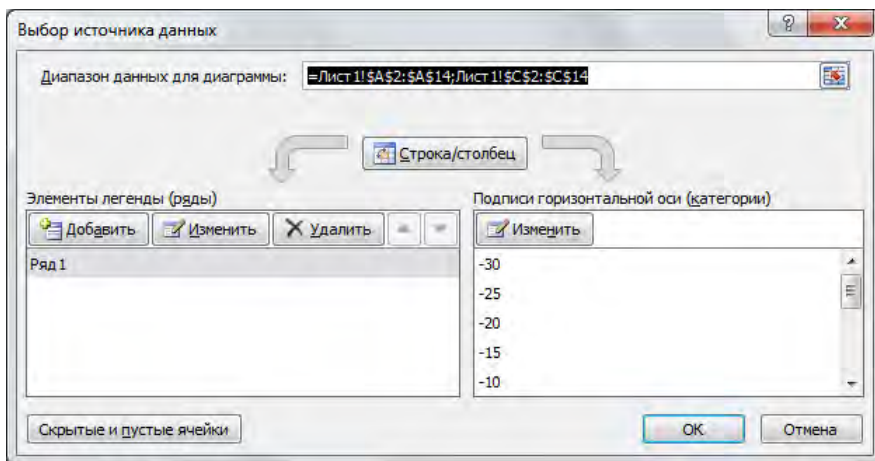 Выбор источника данных
Диапазон данных для диаграммы: =Лист1!$A$2:$A$14;Лист1!$C$2:$C$14
Строка/столбец
Элементы легенды (ряды)
Добавить Изменить Удалить
Ряд1
Подписи горизонтальной оси (категории)
Изменить
-30
-25
-20
-15
-10
Скрытые и пустые ячейки
ОК Отмена